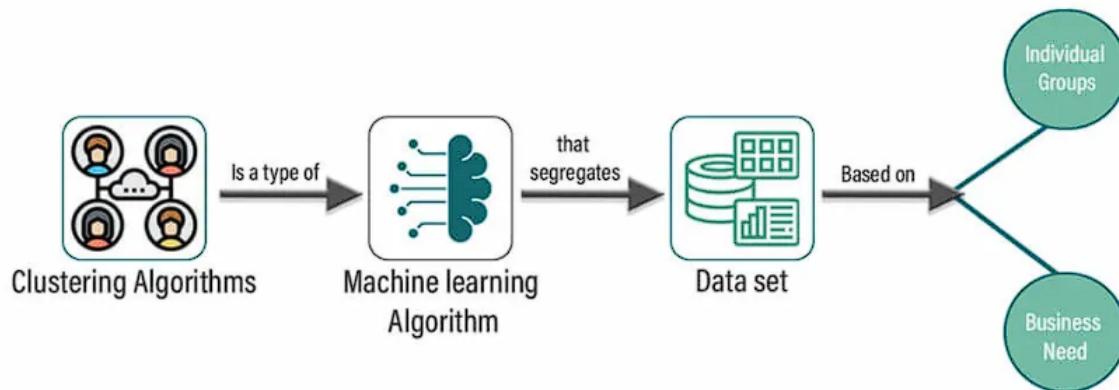 Clustering Algorithms
Is a type of
Machine learning
Algorithm
that
segregates
Data set
Based on
Individual
Groups
Business
Need